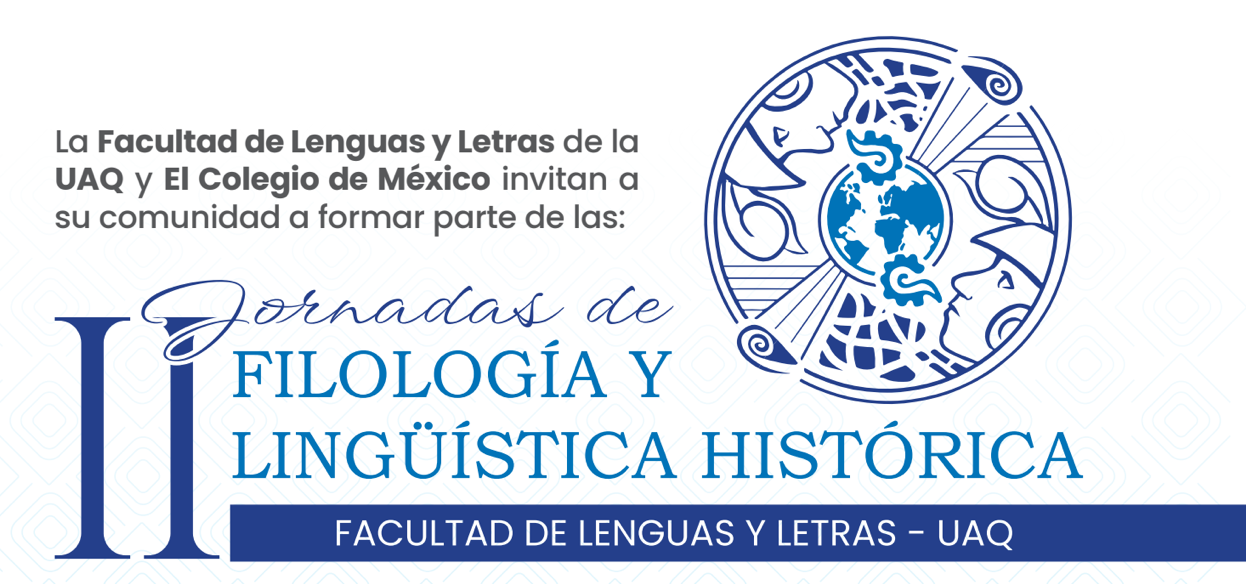 La Facultad de Lenguas y Letras de la
UAQ y El Colegio de México invitan a
su comunidad a formar parte de las:
II Jornadas de
FILOLOGÍA Y
LINGÜÍSTICA HISTÓRICA
FACULTAD DE LENGUAS Y LETRAS - UAQ